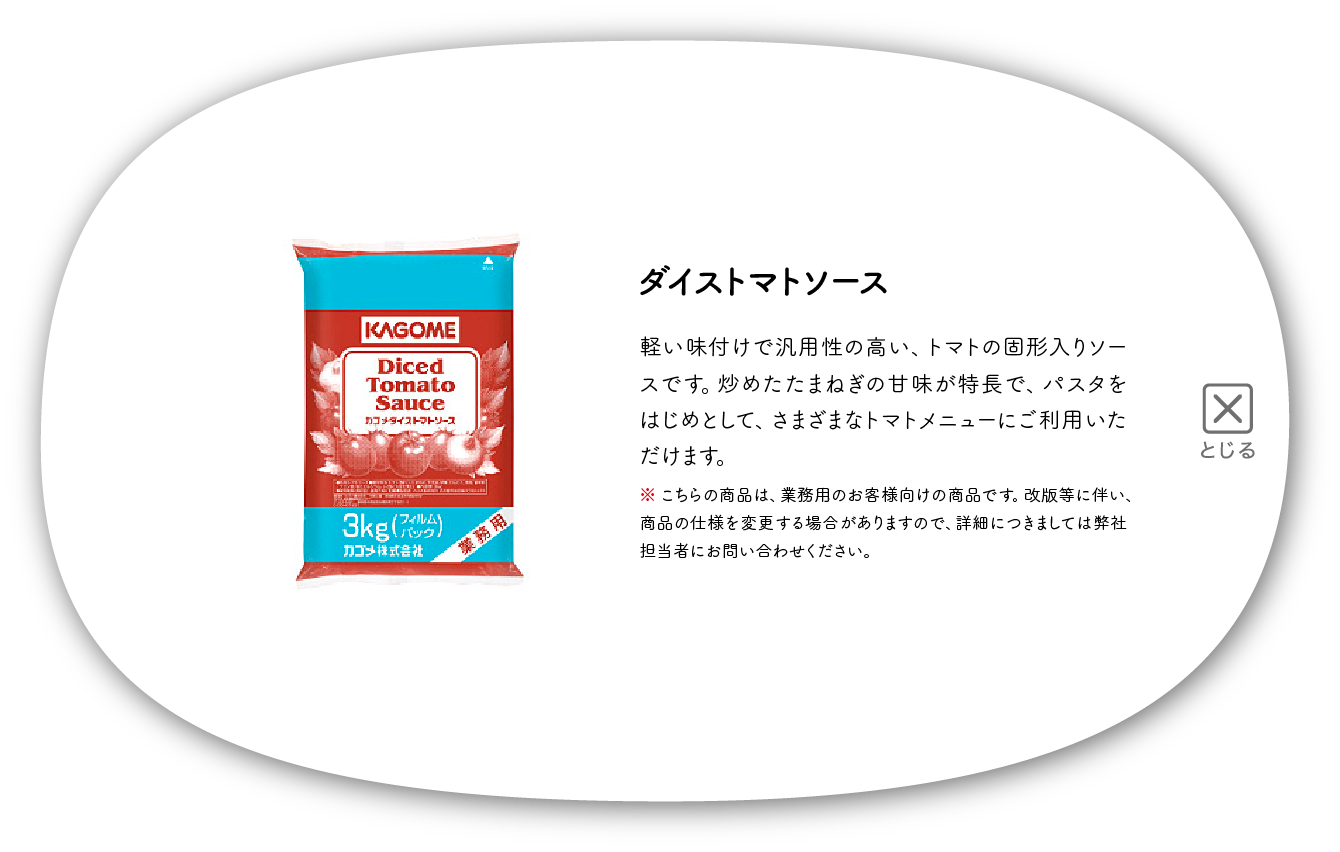 KAGOME
Diced
Tomato
Sauce
カゴメダイストマトソース
3kg(フィルムパック)
カゴメ株式会社
業務用
ダイストマトソース
軽い味付けで汎用性の高い、トマトの固形入りソー
スです。炒めたたまねぎの甘味が特長で、パスタを
はじめとして、さまざまなトマトメニューにご利用いた
だけます。
※ こちらの商品は、業務用のお客様向けの商品です。改版等に伴い、
商品の仕様を変更する場合がありますので、詳細につきましては弊社
担当者にお問い合わせください。
とじる